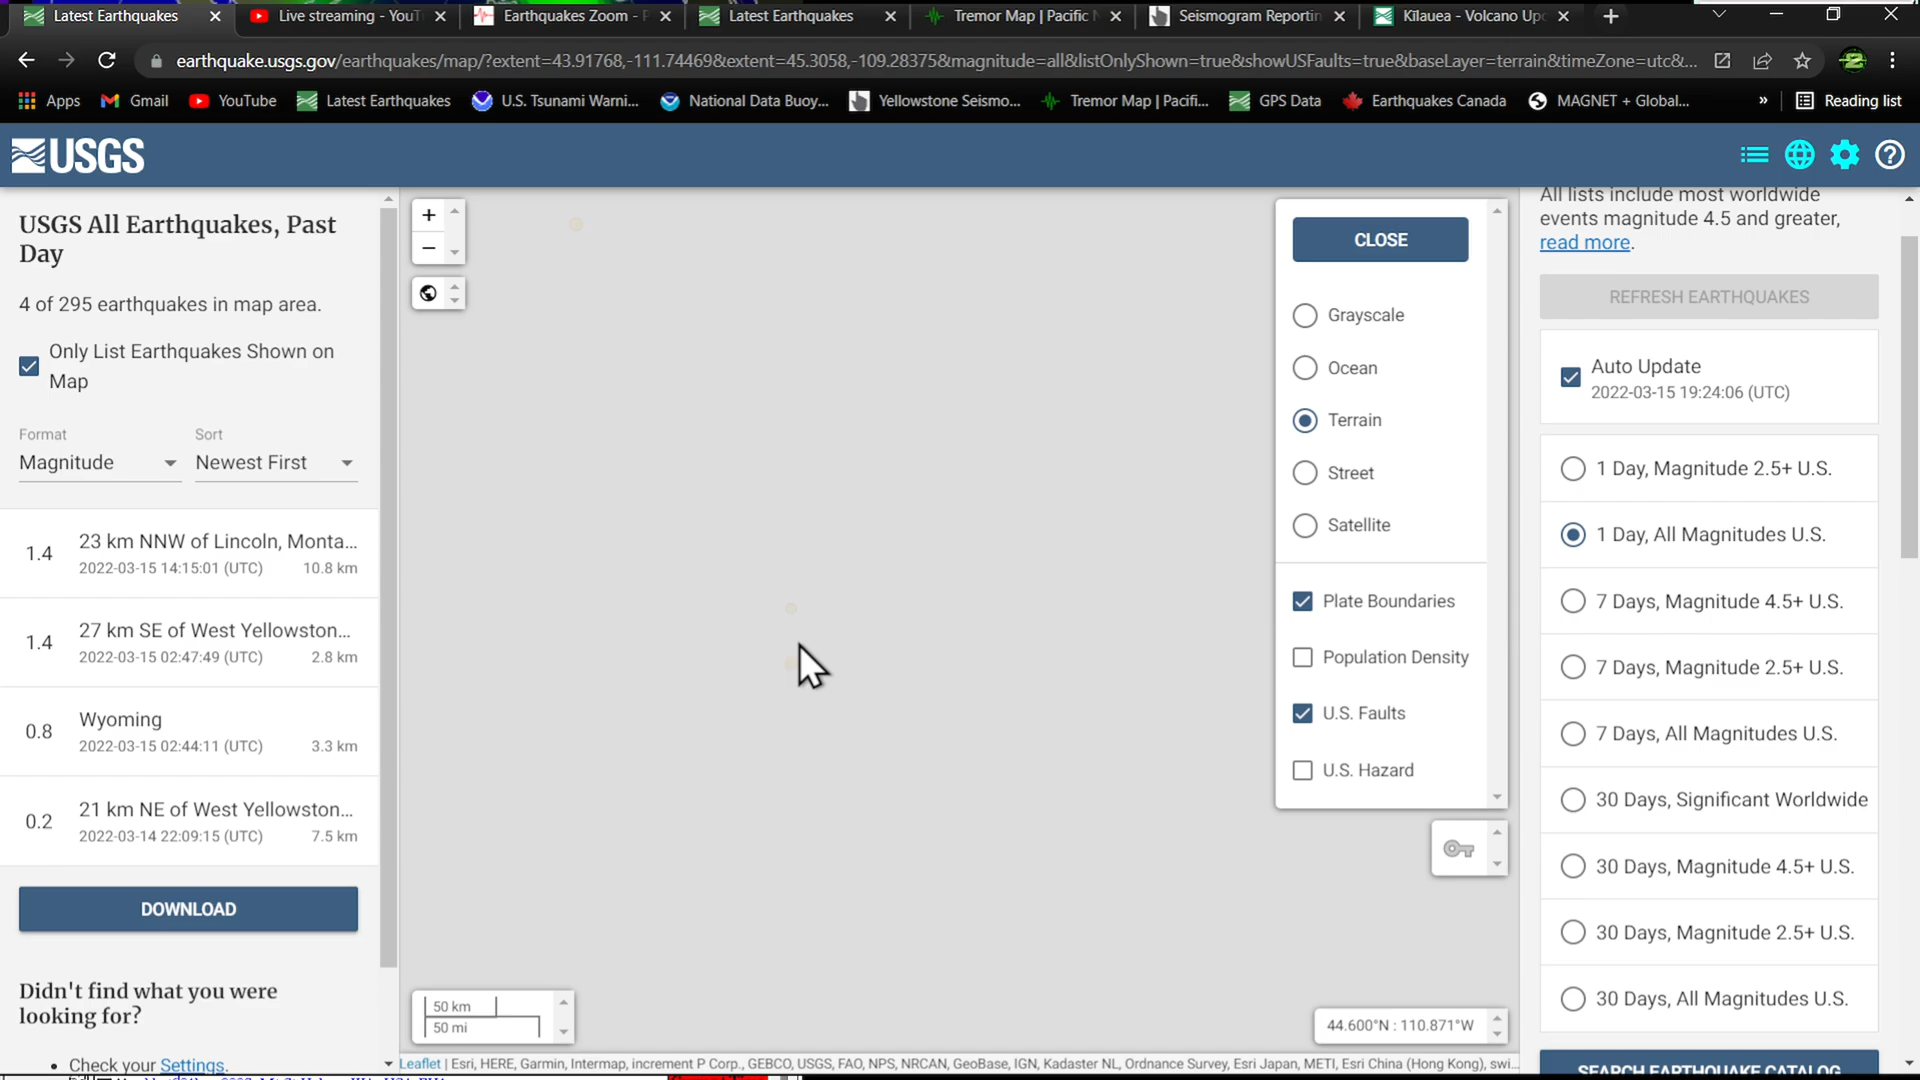 Latest Earthquakes
Live streaming - YouT
Earthquakes Zoom - P
Latest Earthquakes
Tremor Map | Pacific N
Seismogram Reportin
Kīlauea - Volcano Upd
earthquake.usgs.gov/earthquakes/map/?extent=43.91768,-111.74469&extent=45.3058,-109.28375&magnitude=all&listOnlyShown=true&showUSFaults=true&baseLayer=terrain&timeZone=utc&...
Apps
Gmail
YouTube
Latest Earthquakes
U.S. Tsunami Warni...
National Data Buoy...
Yellowstone Seismo...
Tremor Map | Pacifi...
GPS Data
Earthquakes Canada
MAGNET + Global...
»
Reading list
USGS
USGS All Earthquakes, Past
Day
4 of 295 earthquakes in map area.
Only List Earthquakes Shown on
Map
Format
Sort
Magnitude
Newest First
1.4
23 km NNW of Lincoln, Monta...
2022-03-15 14:15:01 (UTC) 10.8 km
1.4
27 km SE of West Yellowston...
2022-03-15 02:47:49 (UTC) 2.8 km
0.8
Wyoming
2022-03-15 02:44:11 (UTC) 3.3 km
0.2
21 km NE of West Yellowston...
2022-03-14 22:09:15 (UTC) 7.5 km
DOWNLOAD
Didn't find what you were
looking for?
Check your Settings.
+
−
50 km
50 mi
CLOSE
Grayscale
Ocean
Terrain
Street
Satellite
Plate Boundaries
Population Density
U.S. Faults
U.S. Hazard
44.600°N : 110.871°W
Leaflet | Esri, HERE, Garmin, Intermap, increment P Corp., GEBCO, USGS, FAO, NPS, NRCAN, GeoBase, IGN, Kadaster NL, Ordnance Survey, Esri Japan, METI, Esri China (Hong Kong), swi...
All lists include most worldwide
events magnitude 4.5 and greater,
read more.
REFRESH EARTHQUAKES
Auto Update
2022-03-15 19:24:06 (UTC)
1 Day, Magnitude 2.5+ U.S.
1 Day, All Magnitudes U.S.
7 Days, Magnitude 4.5+ U.S.
7 Days, Magnitude 2.5+ U.S.
7 Days, All Magnitudes U.S.
30 Days, Significant Worldwide
30 Days, Magnitude 4.5+ U.S.
30 Days, Magnitude 2.5+ U.S.
30 Days, All Magnitudes U.S.
SEARCH EARTHQUAKE CATALOG